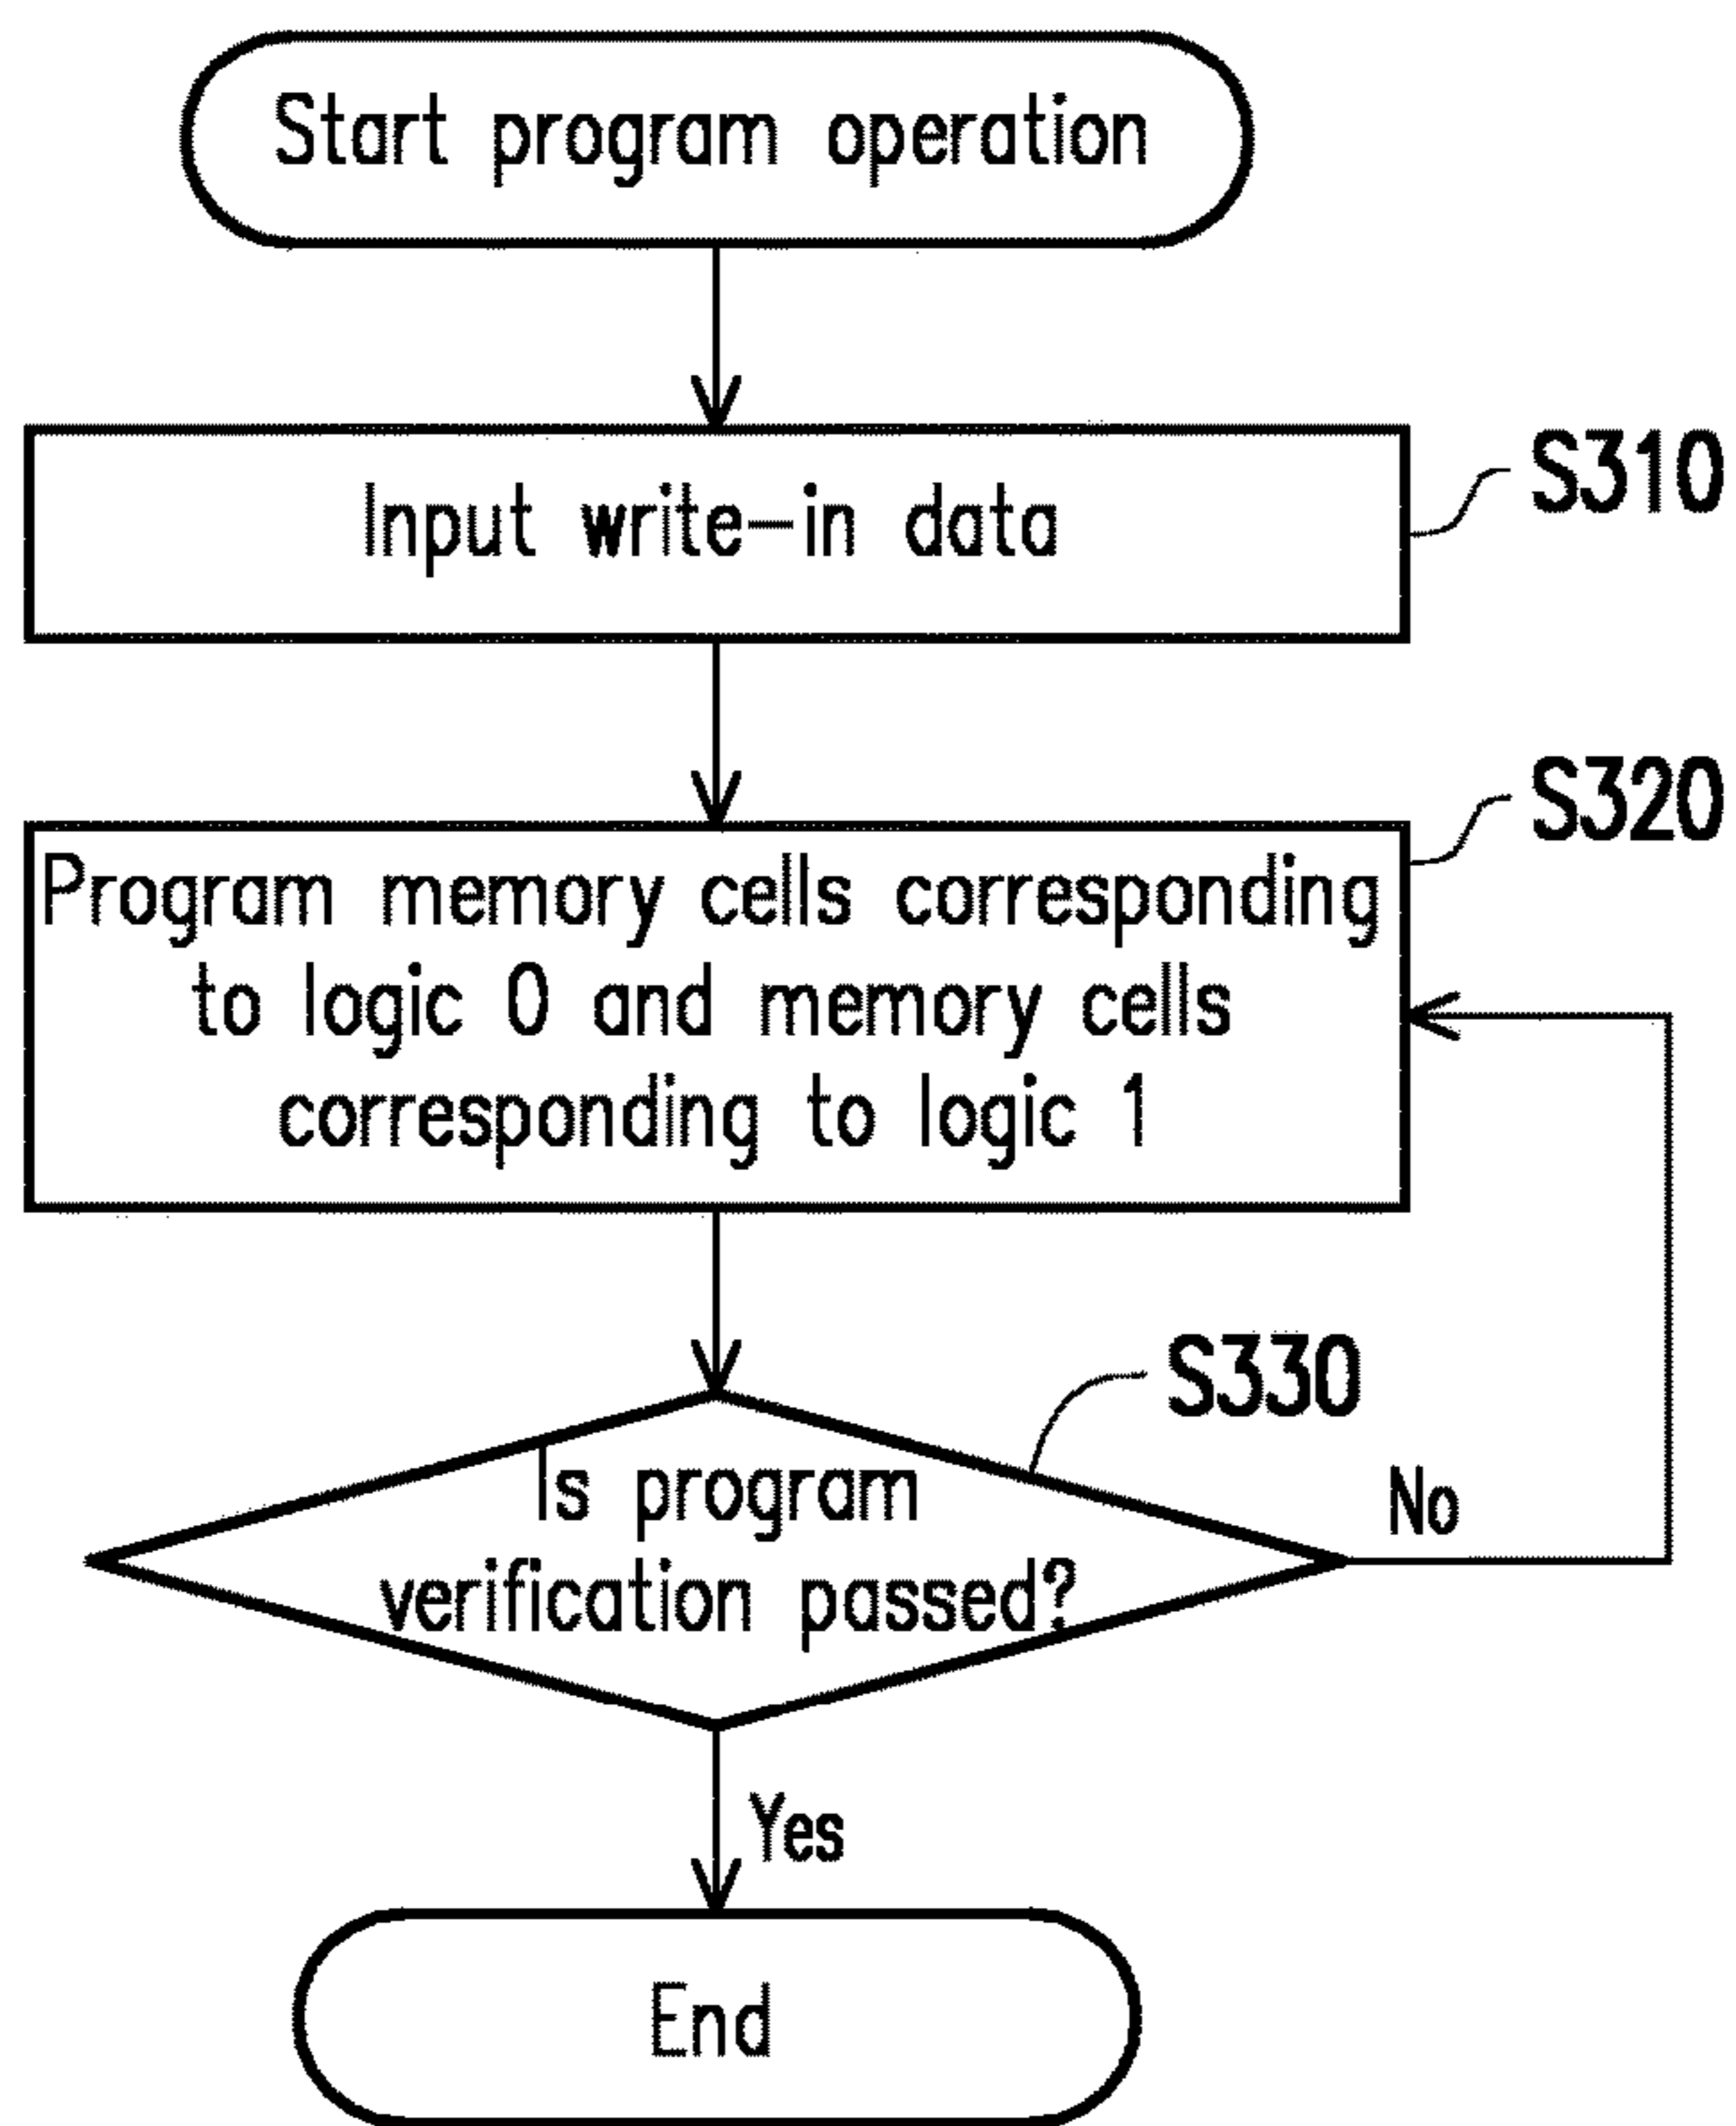 Start program operation
Input write-in data
S310
S320
Program memory cells corresponding
to logic 0 and memory cells
corresponding to logic 1
S330
Is program
verification passed?
No
Yes
End